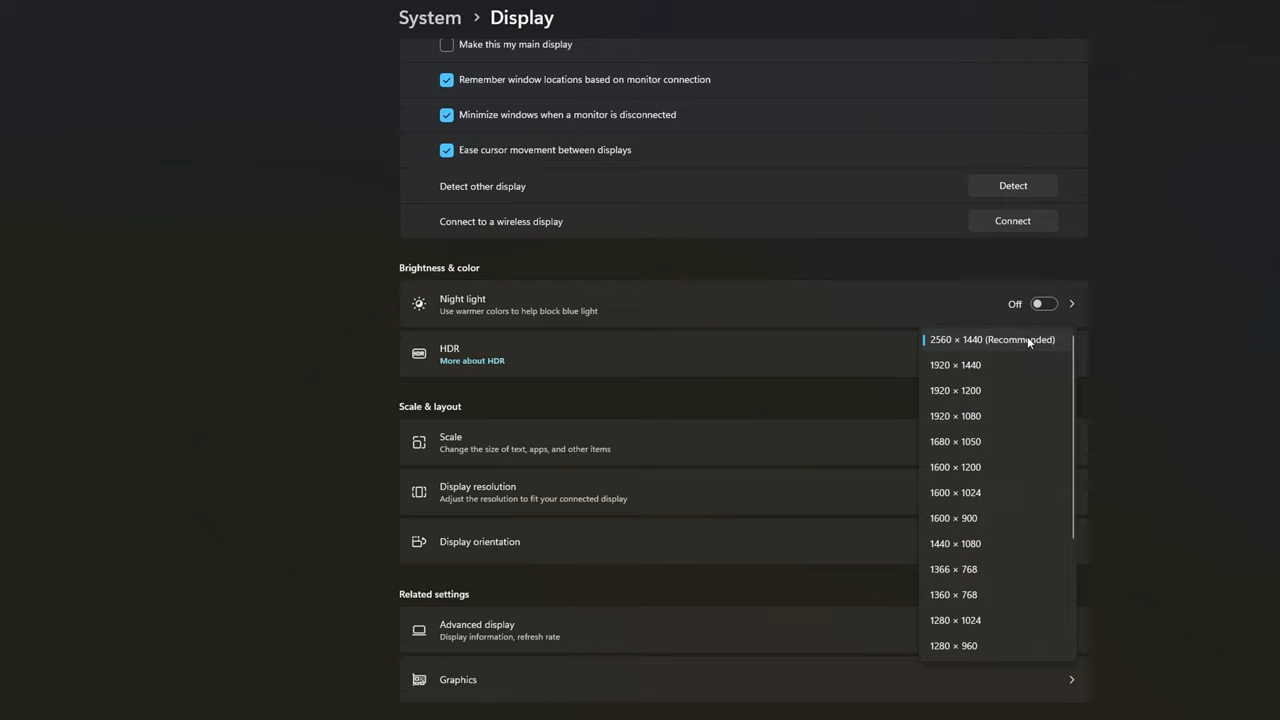 System > Display
Make this my main display
Remember window locations based on monitor connection
Minimize windows when a monitor is disconnected
Ease cursor movement between displays
Detect other display
Detect
Connect to a wireless display
Connect
Brightness & color
Night light
Use warmer colors to help block blue light
Off
HDR
HDR
More about HDR
Scale & layout
Scale
Change the size of text, apps, and other items
Display resolution
Adjust the resolution to fit your connected display
Display orientation
Related settings
Advanced display
Display information, refresh rate
Graphics
2560 × 1440 (Recommended)
1920 × 1440
1920 × 1200
1920 × 1080
1680 × 1050
1600 × 1200
1600 × 1024
1600 × 900
1440 × 1080
1366 × 768
1360 × 768
1280 × 1024
1280 × 960